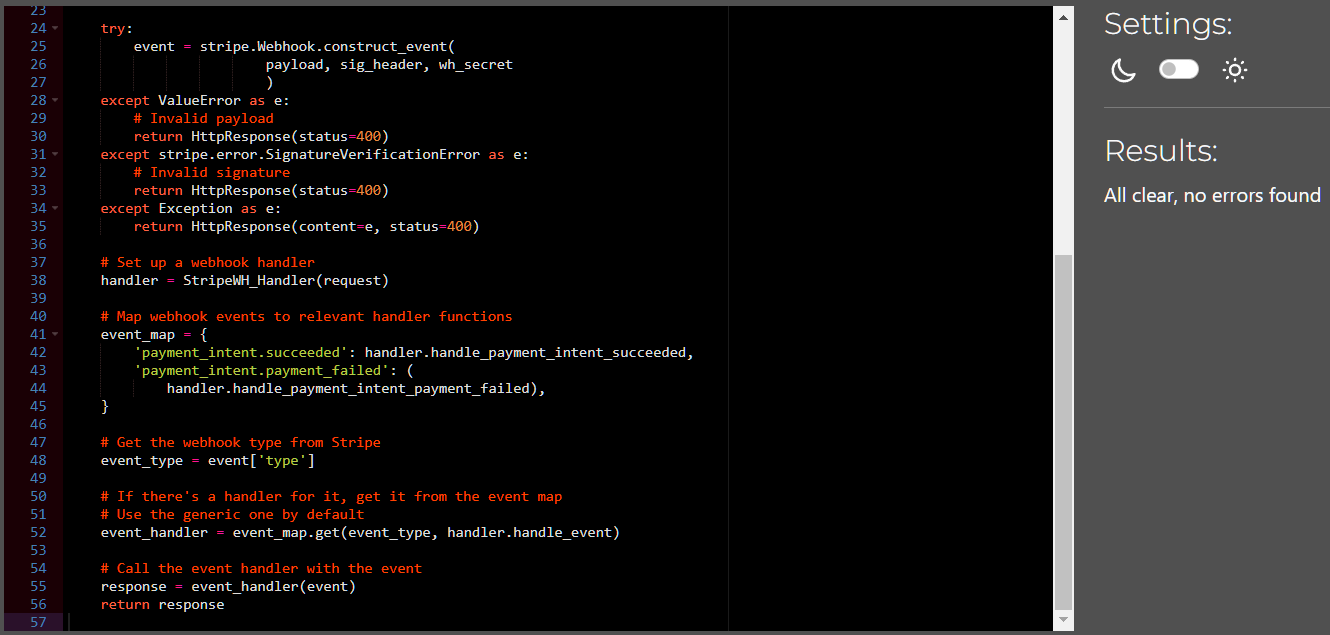 23
24 try:
25 event = stripe.Webhook.construct_event(
26 payload, sig_header, wh_secret
27 )
28 except ValueError as e:
29 # Invalid payload
30 return HttpResponse(status=400)
31 except stripe.error.SignatureVerificationError as e:
32 # Invalid signature
33 return HttpResponse(status=400)
34 except Exception as e:
35 return HttpResponse(content=e, status=400)
36
37 # Set up a webhook handler
38 handler = StripeWH_Handler(request)
39
40 # Map webhook events to relevant handler functions
41 event_map = {
42 'payment_intent.succeeded': handler.handle_payment_intent_succeeded,
43 'payment_intent.payment_failed': (
44 handler.handle_payment_intent_payment_failed),
45 }
46
47 # Get the webhook type from Stripe
48 event_type = event['type']
49
50 # If there's a handler for it, get it from the event map
51 # Use the generic one by default
52 event_handler = event_map.get(event_type, handler.handle_event)
53
54 # Call the event handler with the event
55 response = event_handler(event)
56 return response
57
Settings:
Results:
All clear, no errors found